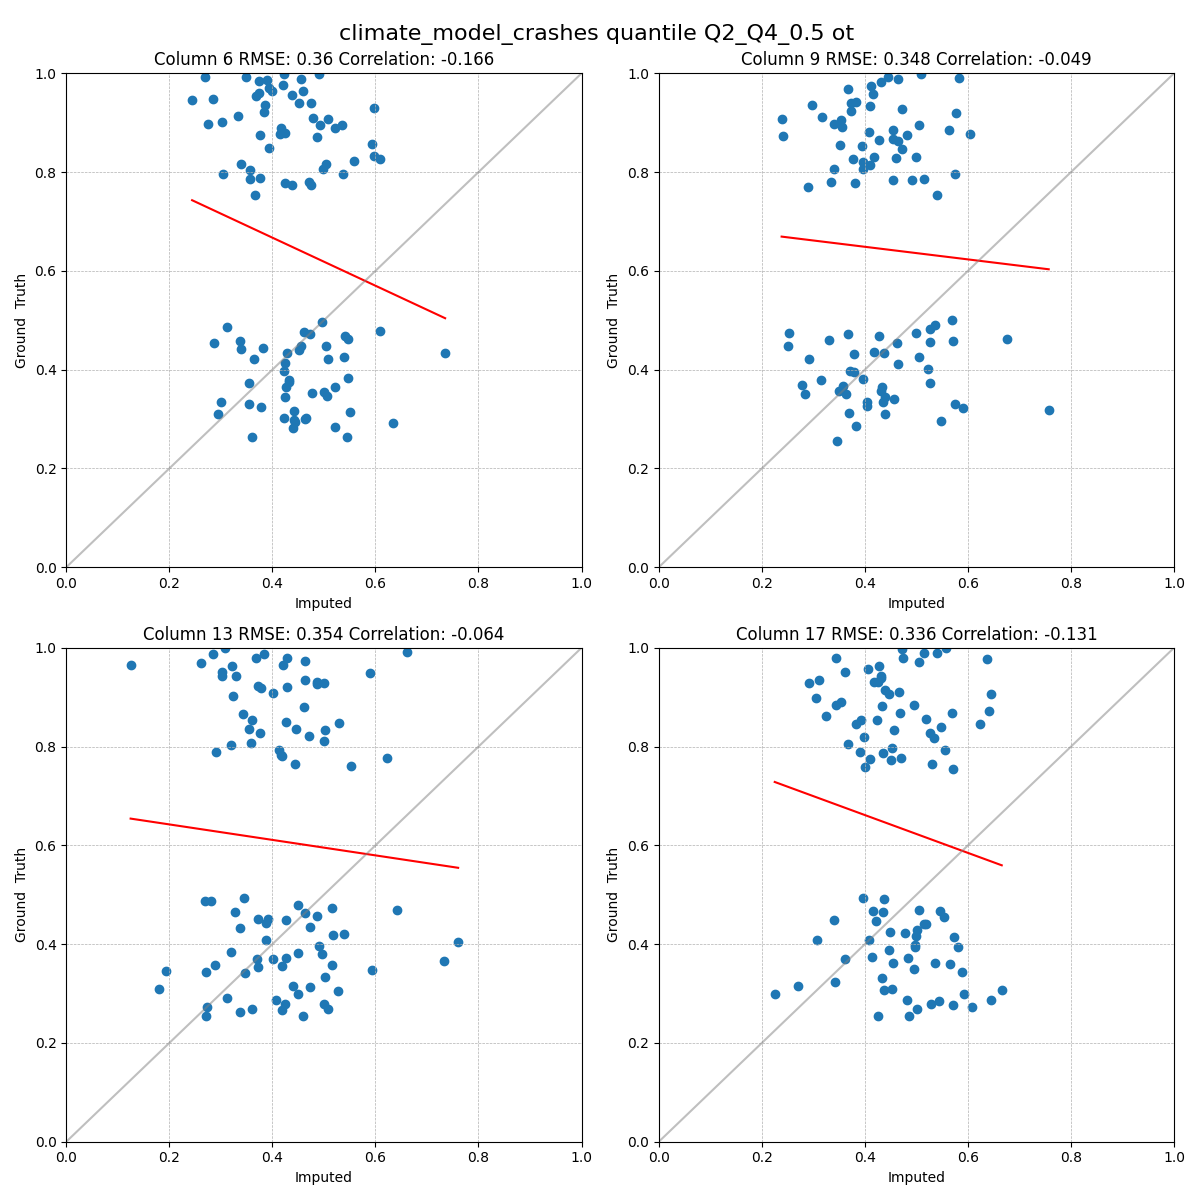 climate_model_crashes quantile Q2_Q4_0.5 ot
Column 6 RMSE: 0.36 Correlation: -0.166
1.0
0.8
0.6
0.4
0.2
0.0
Ground Truth
0.0 0.2 0.4 0.6 0.8 1.0
Imputed
Column 9 RMSE: 0.348 Correlation: -0.049
1.0
0.8
0.6
0.4
0.2
0.0
Ground Truth
0.0 0.2 0.4 0.6 0.8 1.0
Imputed
Column 13 RMSE: 0.354 Correlation: -0.064
1.0
0.8
0.6
0.4
0.2
0.0
Ground Truth
0.0 0.2 0.4 0.6 0.8 1.0
Imputed
Column 17 RMSE: 0.336 Correlation: -0.131
1.0
0.8
0.6
0.4
0.2
0.0
Ground Truth
0.0 0.2 0.4 0.6 0.8 1.0
Imputed